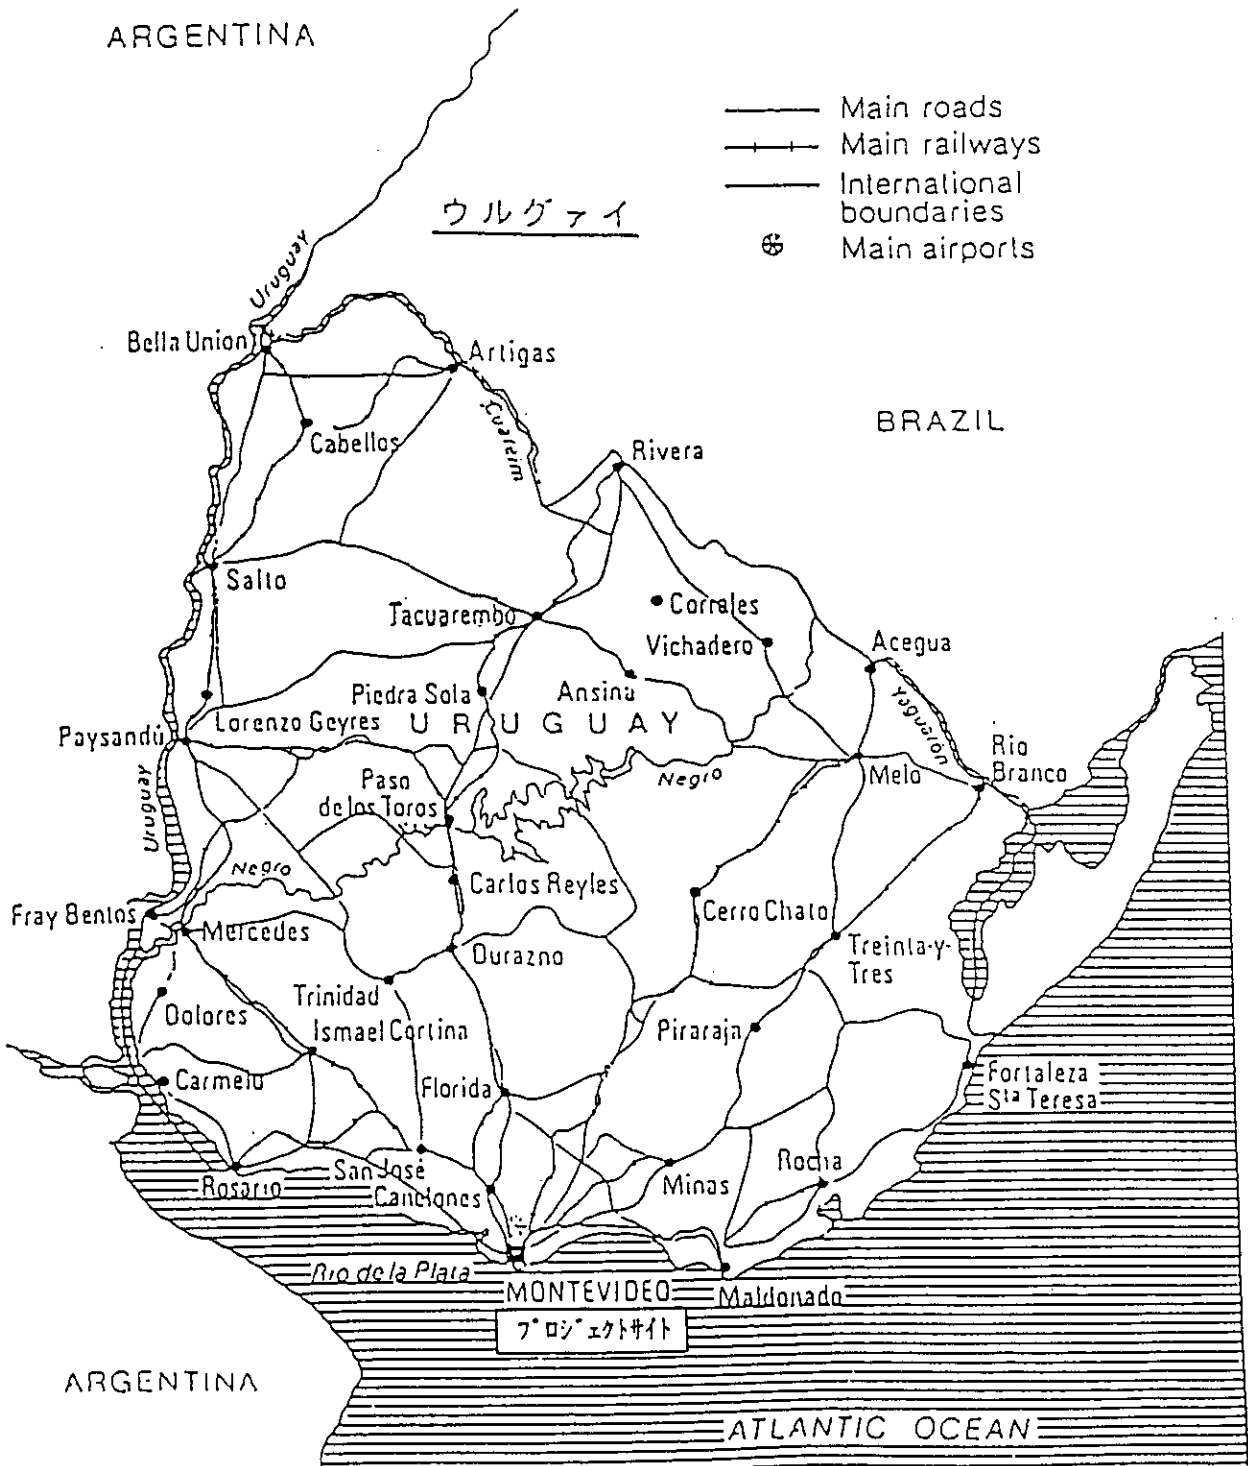 ARGENTINA
Main roads
Main railways
International
boundaries
Main airports
ウルグァイ
Uruguay
Bella Union
Artigas
Cuareim
BRAZIL
Cabellos
Rivera
Salto
Tacuarembo
Corrales
Vichadero
Acegua
Piedra Sola
Ansina
Yaguarón
Lorenzo Geyres
URUGUAY
Paysandú
Rio
Branco
Negro
Melo
Uruguay
Paso
de los Toros
Negro
Carlos Reyles
Cerro Chato
Fray Bentos
Mercedes
Durazno
Treinta-y-
Tres
Trinidad
Dolores
Ismael Cortina
Piraraja
Carmelo
Florida
Fortaleza
Sta Teresa
San José
Rocha
Rosario
Canelones
Minas
Rio de la Plata
MONTEVIDEO
Maldonado
プロジェクトサイト
ARGENTINA
ATLANTIC OCEAN